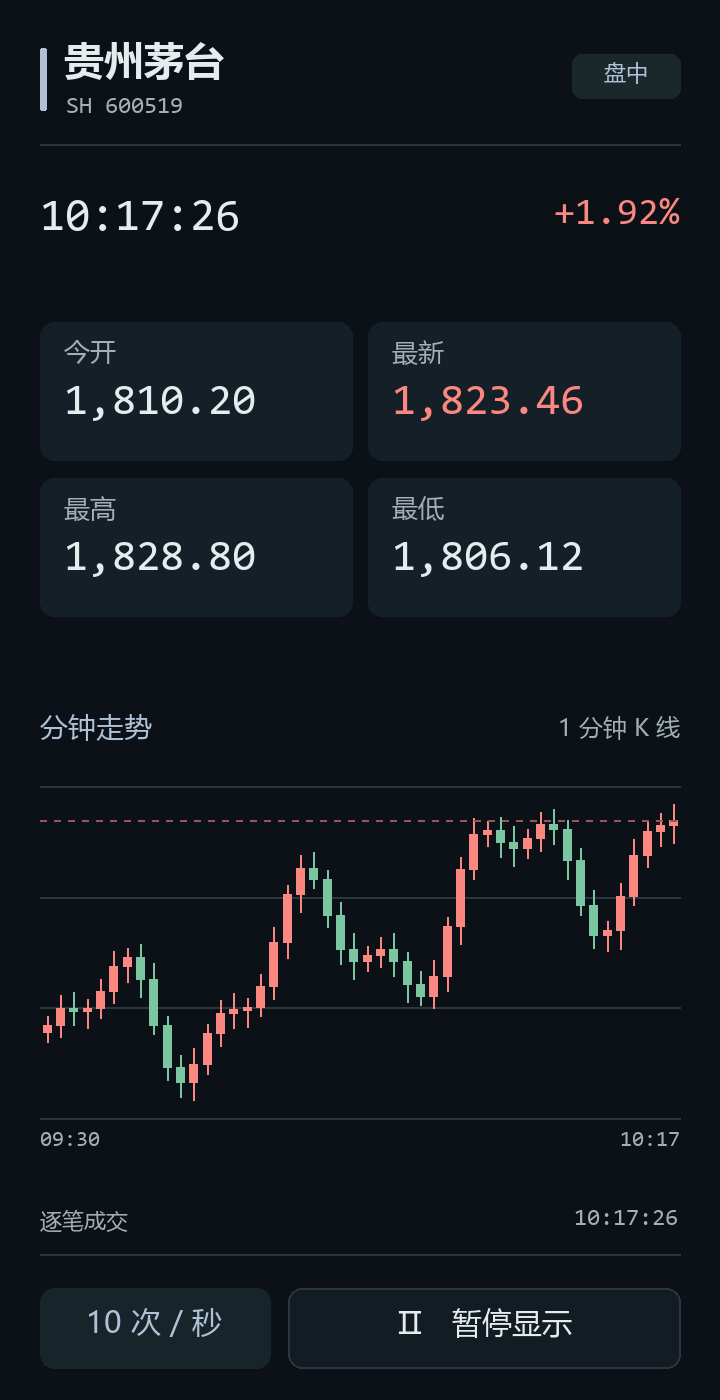 贵州茅台
SH 600519
盘中
10:17:26
+1.92%
今开
1,810.20
最新
1,823.46
最高
1,828.80
最低
1,806.12
分钟走势
1 分钟 K 线
09:30
10:17
逐笔成交
10:17:26
10 次 / 秒
暂停显示